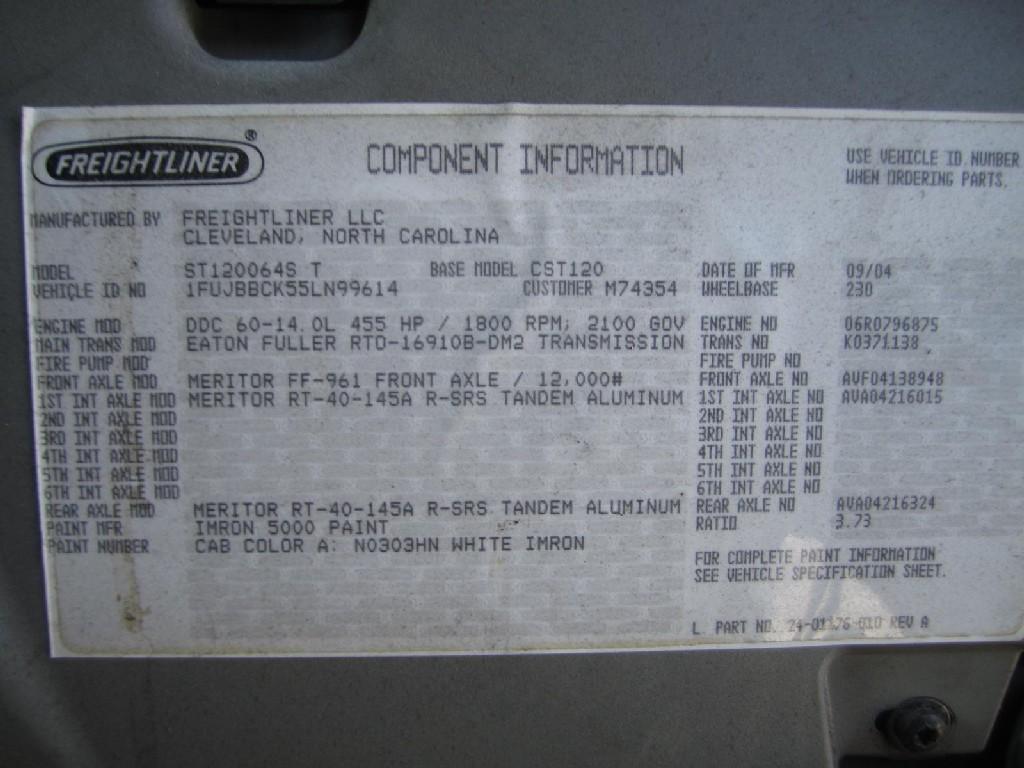 FREIGHTLINER ®
COMPONENT INFORMATION
USE VEHICLE ID NUMBER
WHEN ORDERING PARTS.
MANUFACTURED BY FREIGHTLINER LLC
CLEVELAND, NORTH CAROLINA
MODEL ST120064S T BASE MODEL CST120 DATE OF MFR 09/04
VEHICLE ID NO 1FUJBBCK55LN99614 CUSTOMER M74354 WHEELBASE 230
ENGINE MOD DDC 60-14.0L 455 HP / 1800 RPM; 2100 GOV ENGINE NO 06R0796875
MAIN TRANS MOD EATON FULLER RTO-16910B-DM2 TRANSMISSION TRANS NO K0371138
FIRE PUMP MOD FIRE PUMP NO
FRONT AXLE MOD MERITOR FF-961 FRONT AXLE / 12,000# FRONT AXLE NO AVF04138948
1ST INT AXLE MOD MERITOR RT-40-145A R-SRS TANDEM ALUMINUM 1ST INT AXLE NO AVA04216015
2ND INT AXLE MOD 2ND INT AXLE NO
3RD INT AXLE MOD 3RD INT AXLE NO
4TH INT AXLE MOD 4TH INT AXLE NO
5TH INT AXLE MOD 5TH INT AXLE NO
6TH INT AXLE MOD 6TH INT AXLE NO
REAR AXLE MOD MERITOR RT-40-145A R-SRS TANDEM ALUMINUM REAR AXLE NO AVA04216324
PAINT MFR IMRON 5000 PAINT RATIO 3.73
PAINT NUMBER CAB COLOR A: N0303HN WHITE IMRON
FOR COMPLETE PAINT INFORMATION
SEE VEHICLE SPECIFICATION SHEET.
L PART NO. 24-01176-010 REV A